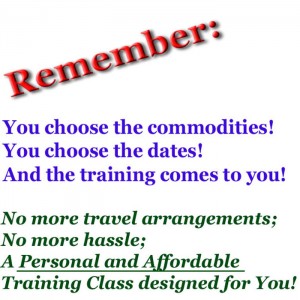 Remember:
You choose the commodities!
You choose the dates!
And the training comes to you!
No more travel arrangements;
No more hassle;
A Personal and Affordable
Training Class designed for You!